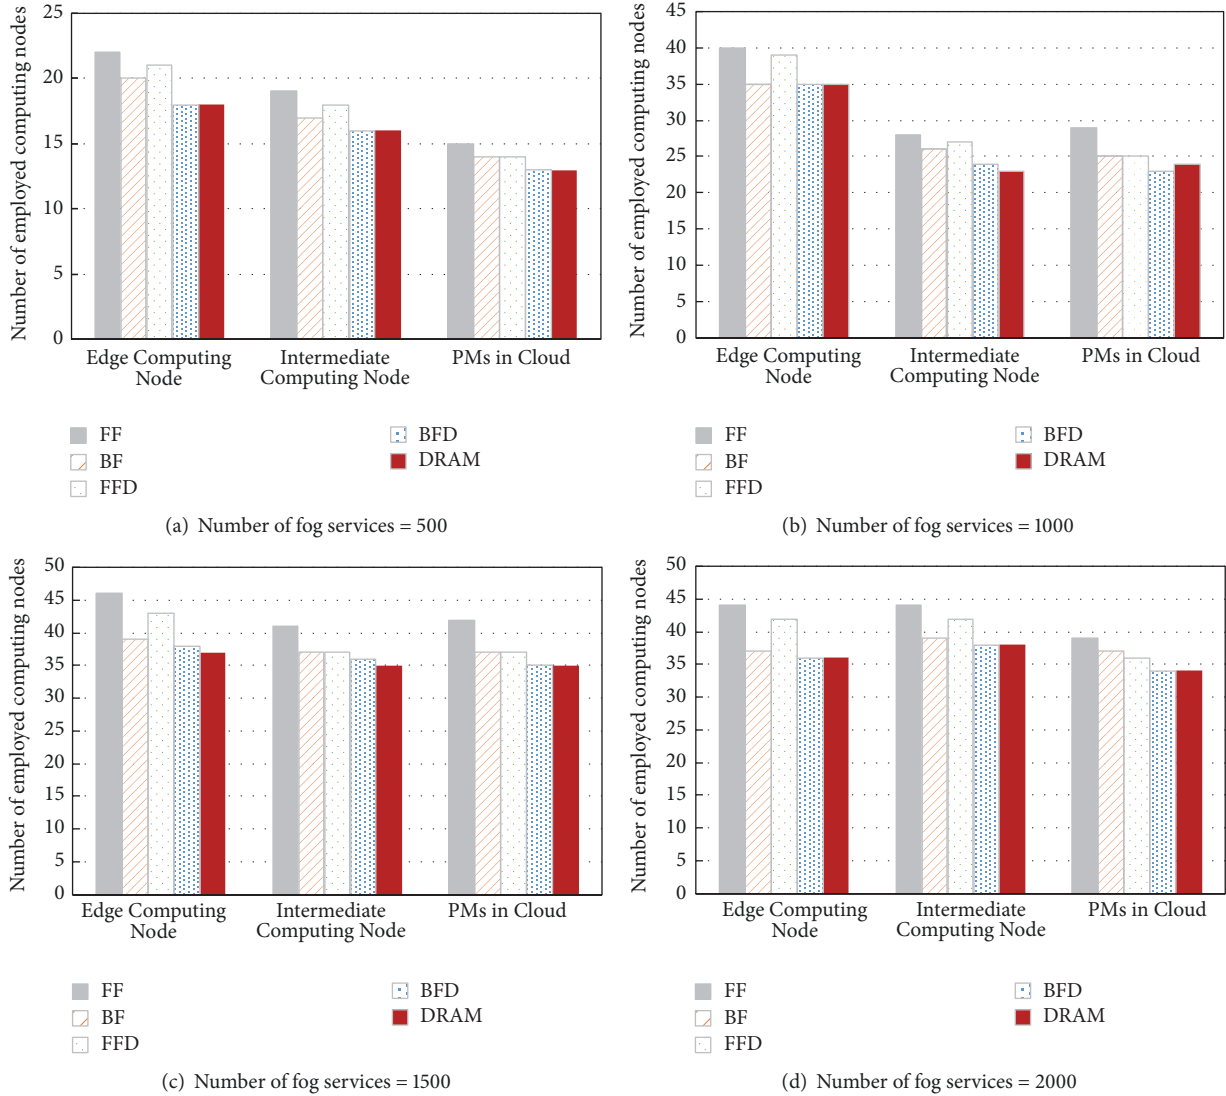 Number of employed computing nodes
25
20
15
10
5
0
Edge Computing
Node
Intermediate
Computing Node
PMs in Cloud
FF
BF
FFD
BFD
DRAM
(a) Number of fog services = 500
Number of employed computing nodes
45
40
35
30
25
20
15
10
5
0
Edge Computing
Node
Intermediate
Computing Node
PMs in Cloud
FF
BF
FFD
BFD
DRAM
(b) Number of fog services = 1000
Number of employed computing nodes
50
45
40
35
30
25
20
15
10
5
0
Edge Computing
Node
Intermediate
Computing Node
PMs in Cloud
FF
BF
FFD
BFD
DRAM
(c) Number of fog services = 1500
Number of employed computing nodes
50
45
40
35
30
25
20
15
10
5
0
Edge Computing
Node
Intermediate
Computing Node
PMs in Cloud
FF
BF
FFD
BFD
DRAM
(d) Number of fog services = 2000